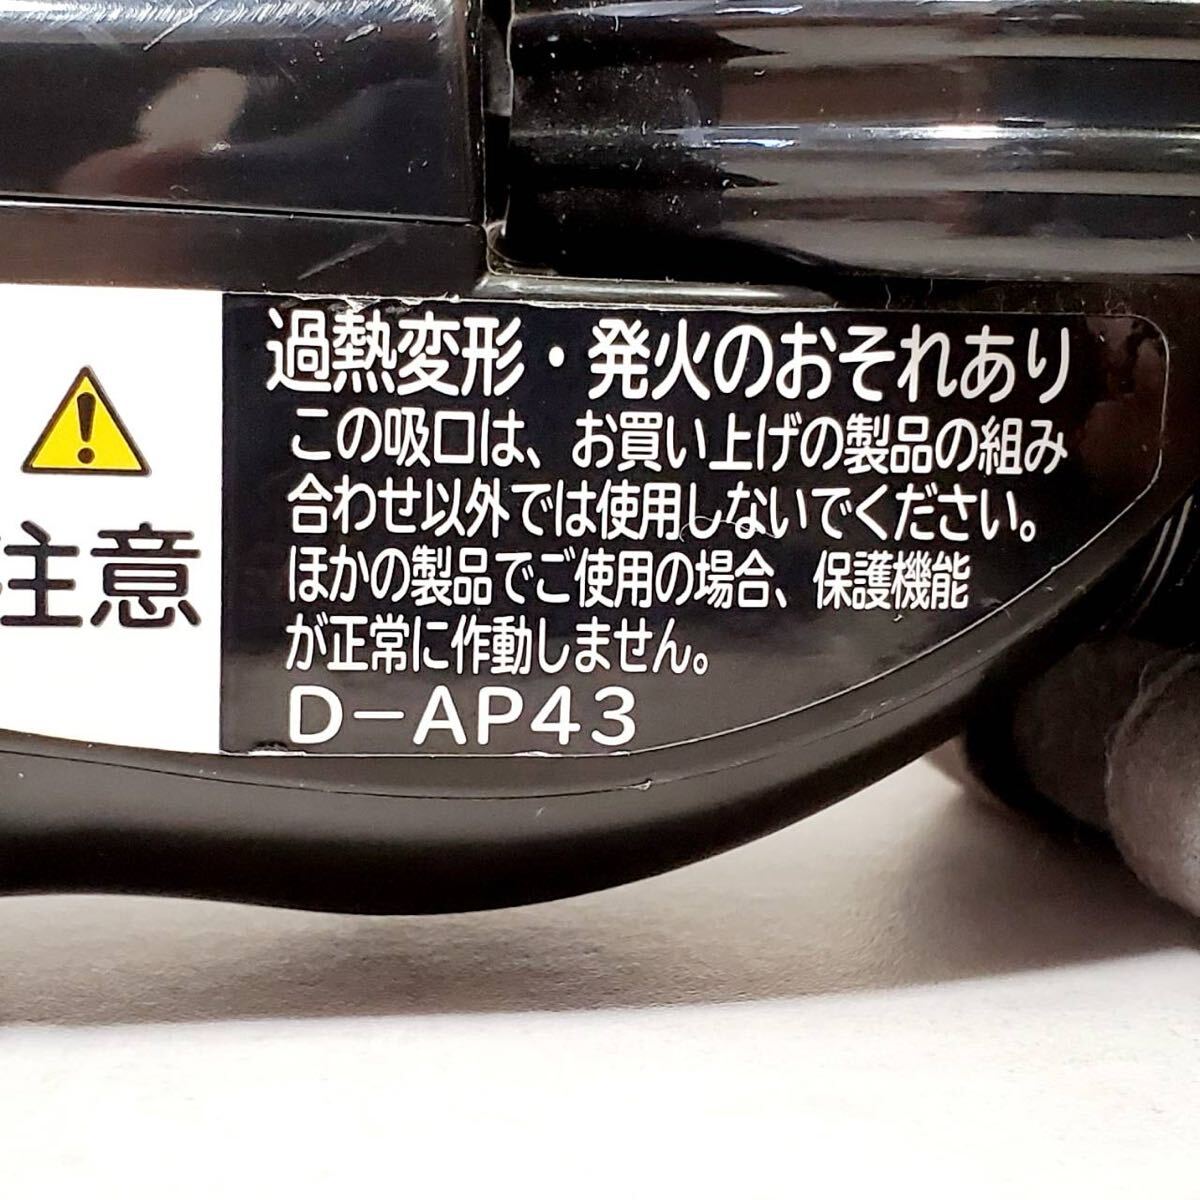 注意
過熱変形・発火のおそれあり
この吸口は、お買い上げの製品の組み
合わせ以外では使用しないでください。
ほかの製品でご使用の場合、保護機能
が正常に作動しません。
D-AP43